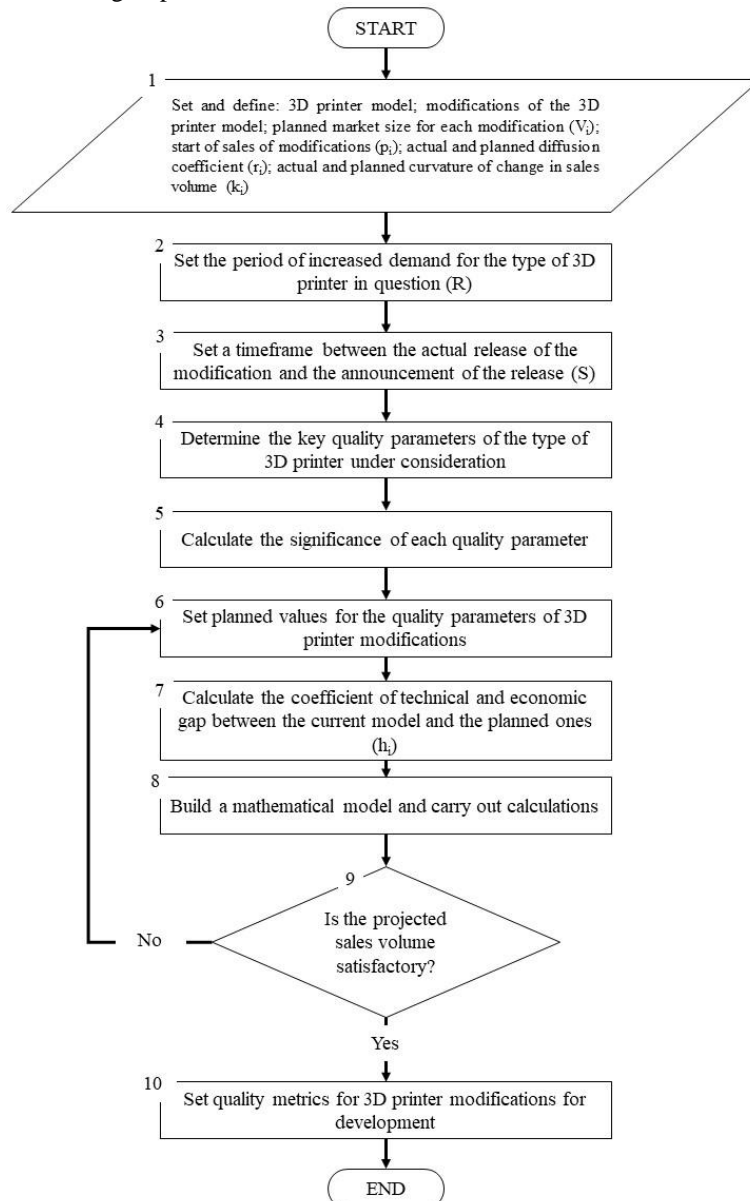 START
1
Set and define: 3D printer model; modifications of the 3D
printer model; planned market size for each modification (Vi);
start of sales of modifications (pi); actual and planned diffusion
coefficient (ri); actual and planned curvature of change in sales
volume (ki)
2
Set the period of increased demand for the type of 3D
printer in question (R)
3
Set a timeframe between the actual release of the
modification and the announcement of the release (S)
4
Determine the key quality parameters of the type of
3D printer under consideration
5
Calculate the significance of each quality parameter
6
Set planned values for the quality parameters of 3D
printer modifications
7
Calculate the coefficient of technical and economic
gap between the current model and the planned ones
(hi)
8
Build a mathematical model and carry out calculations
9
Is the projected
sales volume
satisfactory?
No
Yes
10
Set quality metrics for 3D printer modifications for
development
END